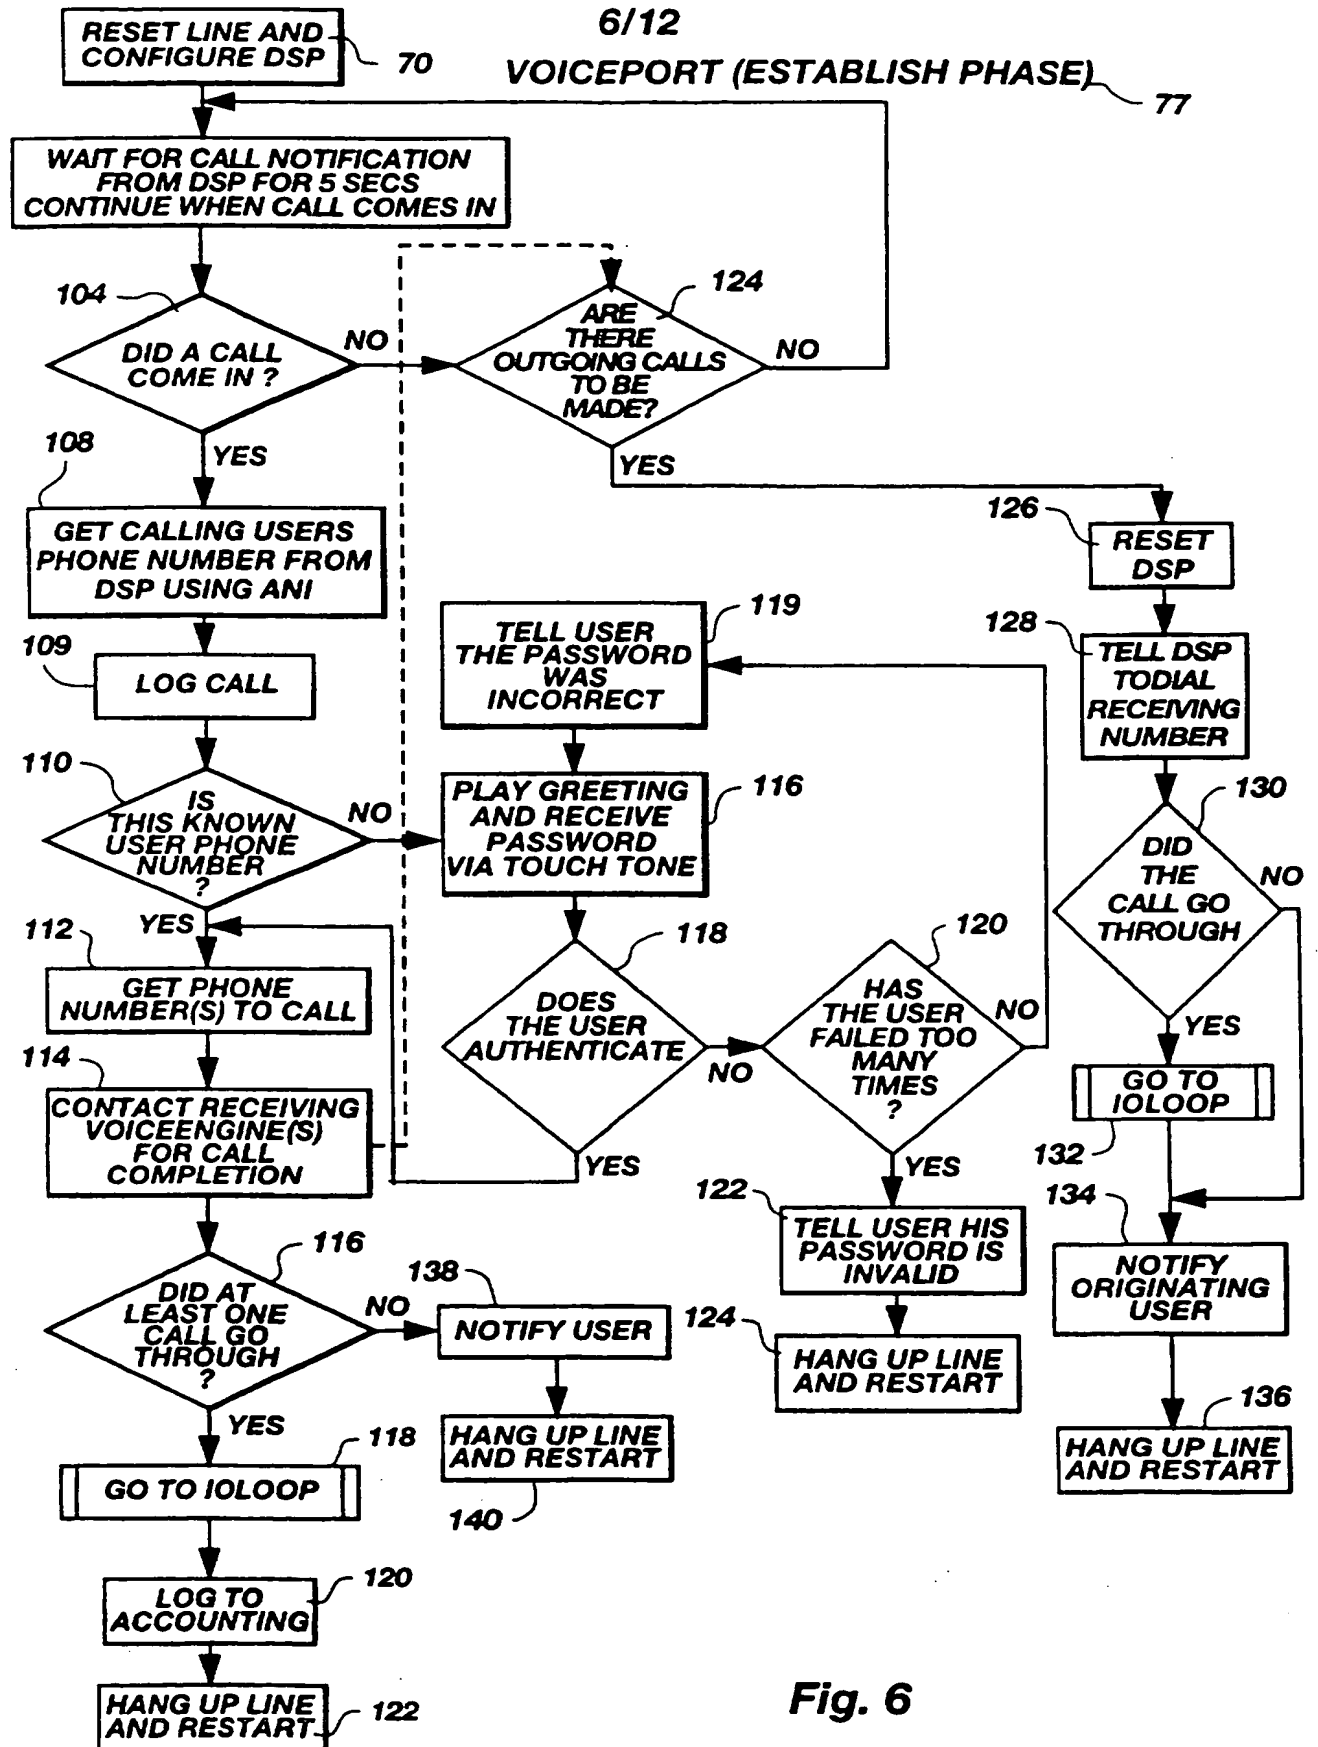 6/12
VOICEPORT (ESTABLISH PHASE)
77
RESET LINE AND
CONFIGURE DSP
70
WAIT FOR CALL NOTIFICATION
FROM DSP FOR 5 SECS
CONTINUE WHEN CALL COMES IN
104
DID A CALL
COME IN ?
NO
YES
124
ARE
THERE
OUTGOING CALLS
TO BE
MADE?
NO
YES
108
GET CALLING USERS
PHONE NUMBER FROM
DSP USING ANI
109
LOG CALL
110
IS
THIS KNOWN
USER PHONE
NUMBER
?
NO
YES
112
GET PHONE
NUMBER(S) TO CALL
114
CONTACT RECEIVING
VOICEENGINE(S)
FOR CALL
COMPLETION
116
DID AT
LEAST ONE
CALL GO
THROUGH
?
NO
YES
118
GO TO IOLOOP
120
LOG TO
ACCOUNTING
HANG UP LINE
AND RESTART
122
138
NOTIFY USER
HANG UP LINE
AND RESTART
140
119
TELL USER
THE PASSWORD
WAS
INCORRECT
116
PLAY GREETING
AND RECEIVE
PASSWORD
VIA TOUCH TONE
118
DOES
THE USER
AUTHENTICATE
NO
YES
120
HAS
THE USER
FAILED TOO
MANY
TIMES
?
NO
YES
122
TELL USER HIS
PASSWORD IS
INVALID
124
HANG UP LINE
AND RESTART
126
RESET
DSP
128
TELL DSP
TODIAL
RECEIVING
NUMBER
130
DID
THE
CALL GO
THROUGH
NO
YES
GO TO
IOLOOP
132
134
NOTIFY
ORIGINATING
USER
136
HANG UP LINE
AND RESTART
Fig. 6